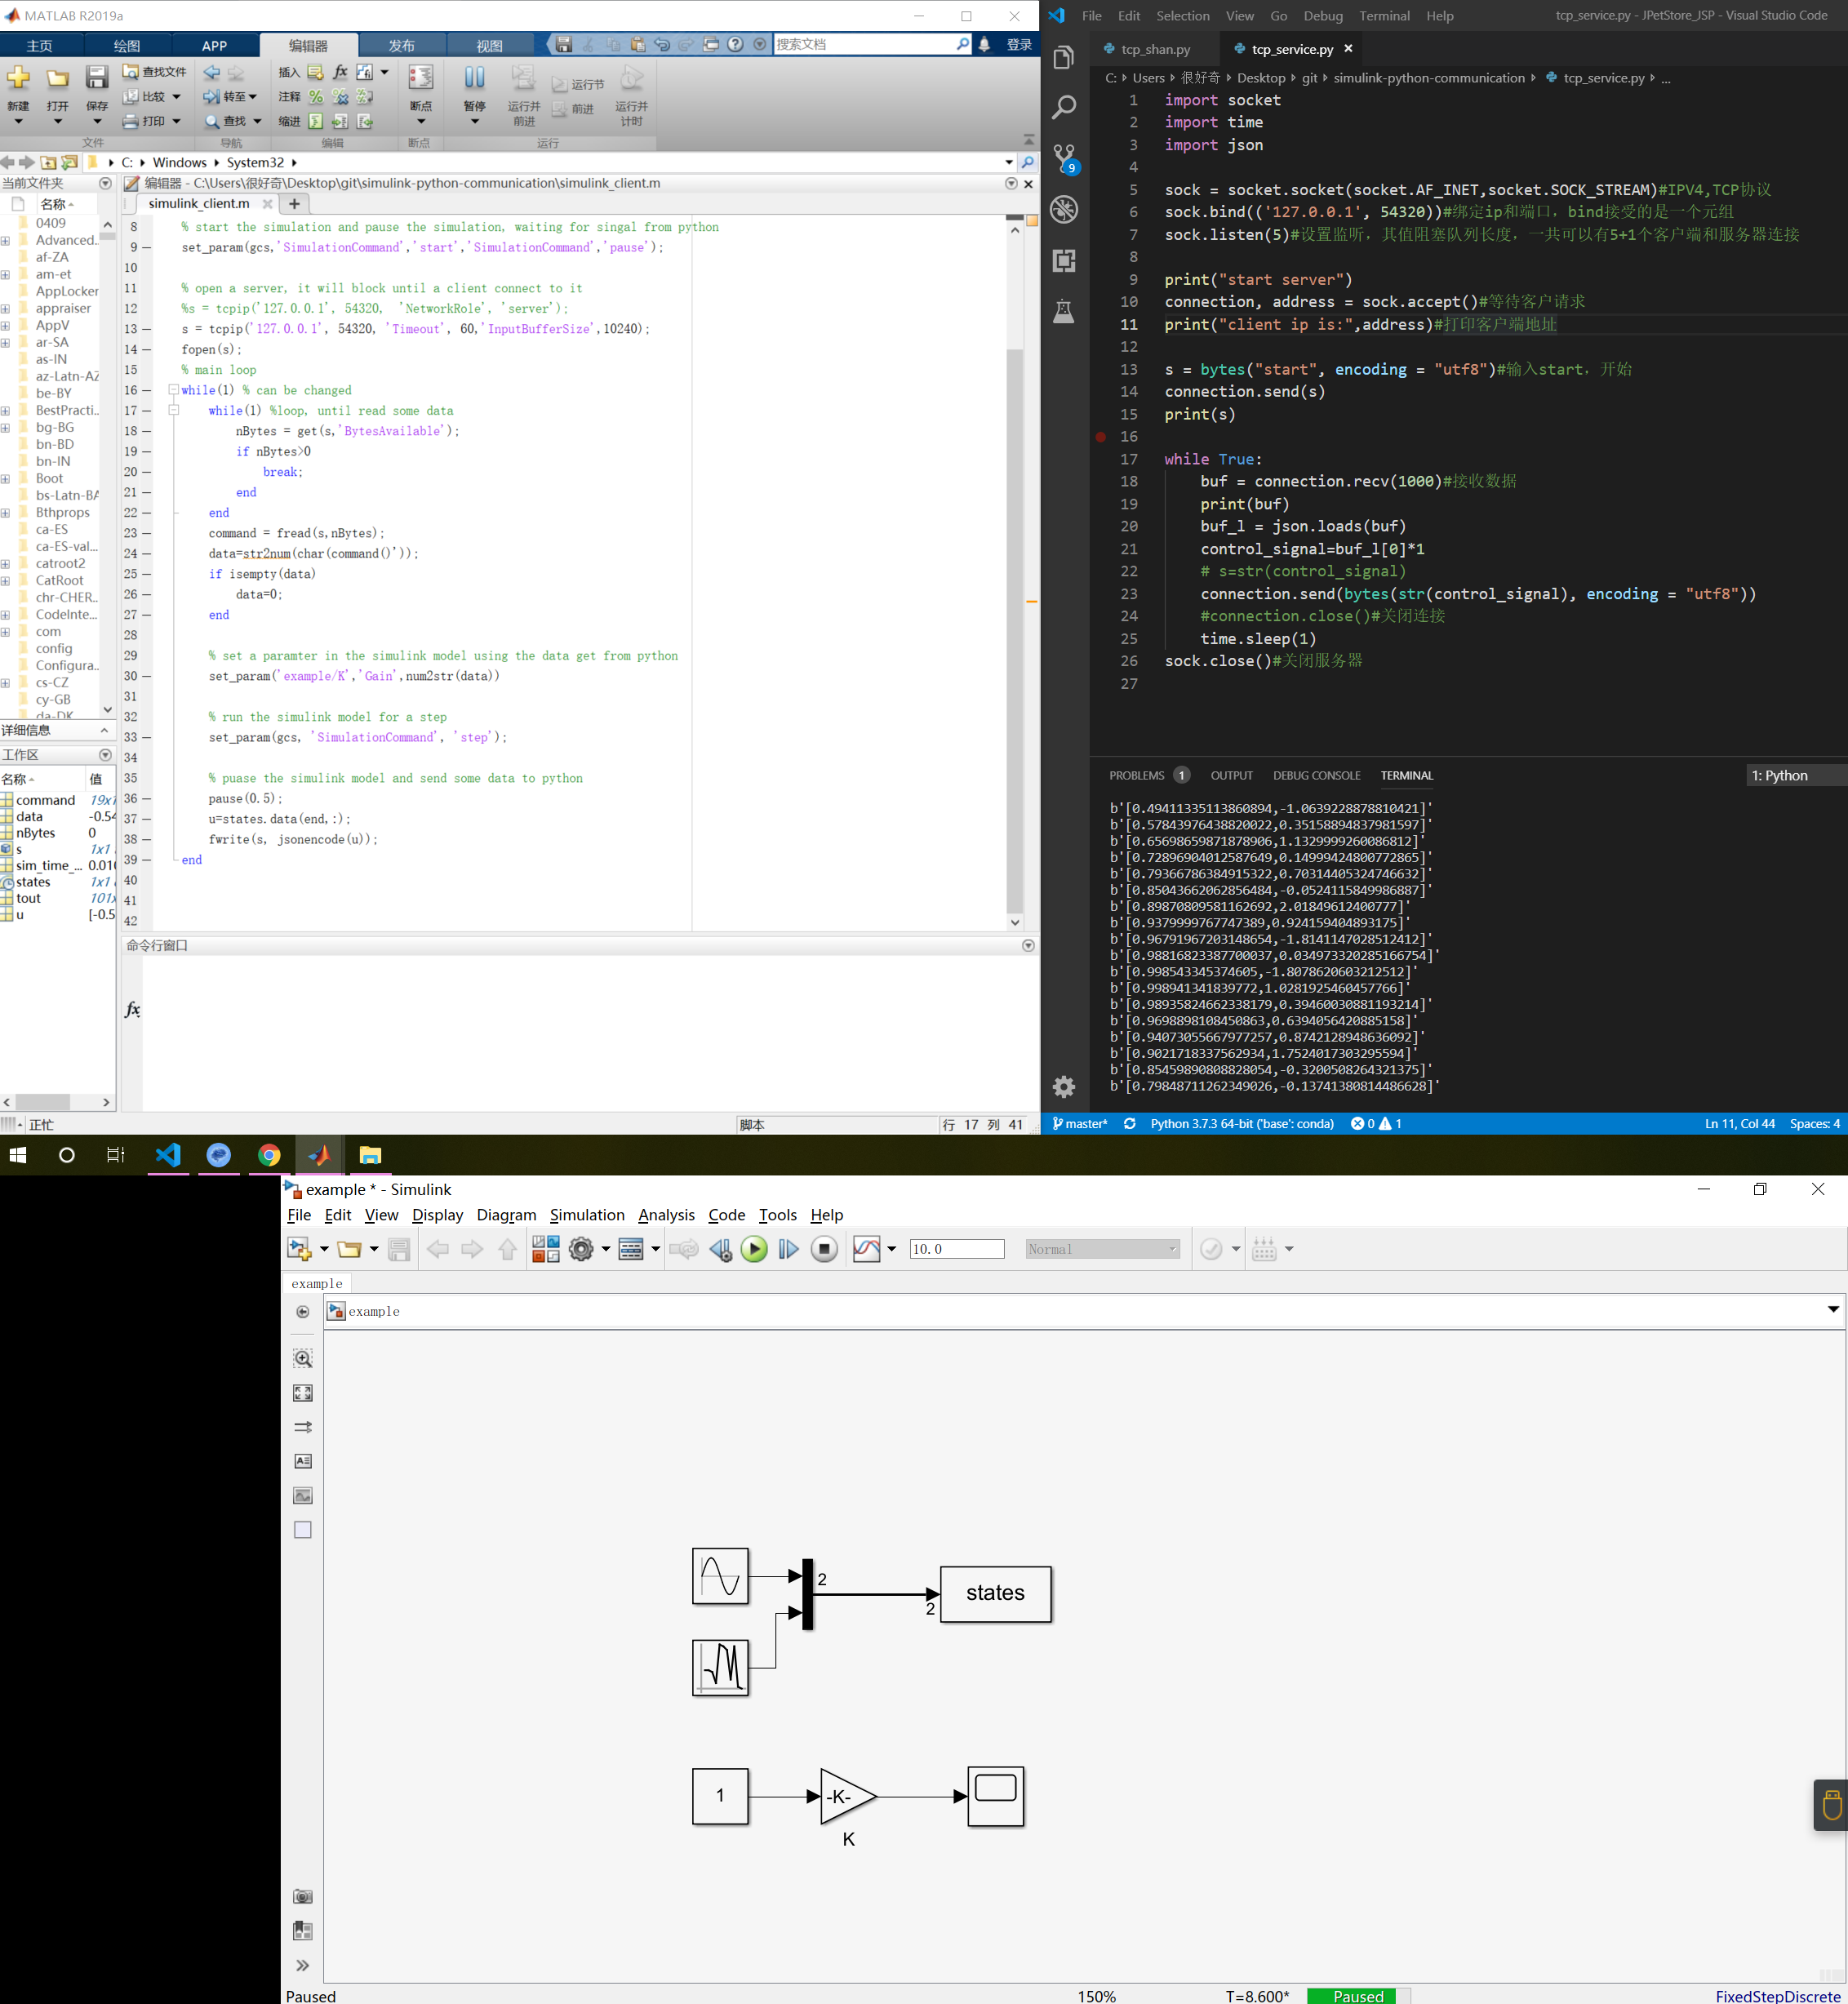 MATLAB R2019a
主页 绘图 APP 编辑器 发布 视图 搜索文档 登录
新建 打开 保存 查找文件 比较 打印 转至 查找 插入 注释 缩进 fx 断点 暂停 运行并前进 运行节 前进 运行并计时
文件 导航 编辑 断点 运行
C: Windows System32
当前文件夹
名称
0409
Advanced...
af-ZA
am-et
AppLocker
appraiser
AppV
ar-SA
as-IN
az-Latn-AZ
be-BY
BestPracti...
bg-BG
bn-BD
bn-IN
Boot
bs-Latn-BA
Bthprops
ca-ES
ca-ES-val...
catroot2
CatRoot
chr-CHER...
CodeInte...
com
config
Configura...
cs-CZ
cy-GB
da-DK
详细信息
工作区
名称 值
command 19x1
data -0.54
nBytes 0
s 1x1
sim_time_... 0.010
states 1x1
tout 101x
u [-0.5
正忙
编辑器 - C:\Users\很好奇\Desktop\git\simulink-python-communication\simulink_client.m
simulink_client.m
8 % start the simulation and pause the simulation, waiting for singal from python
9 set_param(gcs,'SimulationCommand','start','SimulationCommand','pause');
10
11 % open a server, it will block until a client connect to it
12 %s = tcpip('127.0.0.1', 54320, 'NetworkRole', 'server');
13 s = tcpip('127.0.0.1', 54320, 'Timeout', 60,'InputBufferSize',10240);
14 fopen(s);
15 % main loop
16 while(1) % can be changed
17 while(1) %loop, until read some data
18 nBytes = get(s,'BytesAvailable');
19 if nBytes>0
20 break;
21 end
22 end
23 command = fread(s,nBytes);
24 data=str2num(char(command()'));
25 if isempty(data)
26 data=0;
27 end
28
29 % set a paramter in the simulink model using the data get from python
30 set_param('example/K','Gain',num2str(data))
31
32 % run the simulink model for a step
33 set_param(gcs, 'SimulationCommand', 'step');
34
35 % puase the simulink model and send some data to python
36 pause(0.5);
37 u=states.data(end,:);
38 fwrite(s, jsonencode(u));
39 end
40
41
42
命令行窗口
fx
脚本 行 17 列 41
File Edit Selection View Go Debug Terminal Help tcp_service.py - JPetStore_JSP - Visual Studio Code
tcp_shan.py tcp_service.py
C: Users 很好奇 Desktop git simulink-python-communication tcp_service.py ...
9
1 import socket
2 import time
3 import json
4
5 sock = socket.socket(socket.AF_INET,socket.SOCK_STREAM)#IPV4,TCP协议
6 sock.bind(('127.0.0.1', 54320))#绑定ip和端口，bind接受的是一个元组
7 sock.listen(5)#设置监听，其值阻塞队列长度，一共可以有5+1个客户端和服务器连接
8
9 print("start server")
10 connection, address = sock.accept()#等待客户请求
11 print("client ip is:",address)#打印客户端地址
12
13 s = bytes("start", encoding = "utf8")#输入start，开始
14 connection.send(s)
15 print(s)
16
17 while True:
18 buf = connection.recv(1000)#接收数据
19 print(buf)
20 buf_l = json.loads(buf)
21 control_signal=buf_l[0]*1
22 # s=str(control_signal)
23 connection.send(bytes(str(control_signal), encoding = "utf8"))
24 #connection.close()#关闭连接
25 time.sleep(1)
26 sock.close()#关闭服务器
27
PROBLEMS 1 OUTPUT DEBUG CONSOLE TERMINAL 1: Python
b'[0.49411335113860894,-1.0639228878810421]'
b'[0.57843976438820022,0.35158894837981597]'
b'[0.65698659871878906,1.1329999260086812]'
b'[0.72896904012587649,0.14999424800772865]'
b'[0.79366786384915322,0.70314405324746632]'
b'[0.85043662062856484,-0.0524115849986887]'
b'[0.89870809581162692,2.01849612400777]'
b'[0.9379999767747389,0.924159404893175]'
b'[0.96791967203148654,-1.8141147028512412]'
b'[0.98816823387700037,0.034973320285166754]'
b'[0.998543345374605,-1.8078620603212512]'
b'[0.998941341839772,1.0281925460457766]'
b'[0.98935824662338179,0.39460030881193214]'
b'[0.9698898108450863,0.6394056420885158]'
b'[0.94073055667977257,0.8742128948636092]'
b'[0.9021718337562934,1.7524017303295594]'
b'[0.85459890808828054,-0.3200508264321375]'
b'[0.79848711262349026,-0.13741380814486628]'
master* Python 3.7.3 64-bit ('base': conda) 0 1 Ln 11, Col 44 Spaces: 4
example * - Simulink
File Edit View Display Diagram Simulation Analysis Code Tools Help
10.0 Normal
example
example
2
2
states
1
-K-
K
Paused 150% T=8.600* Paused FixedStepDiscrete